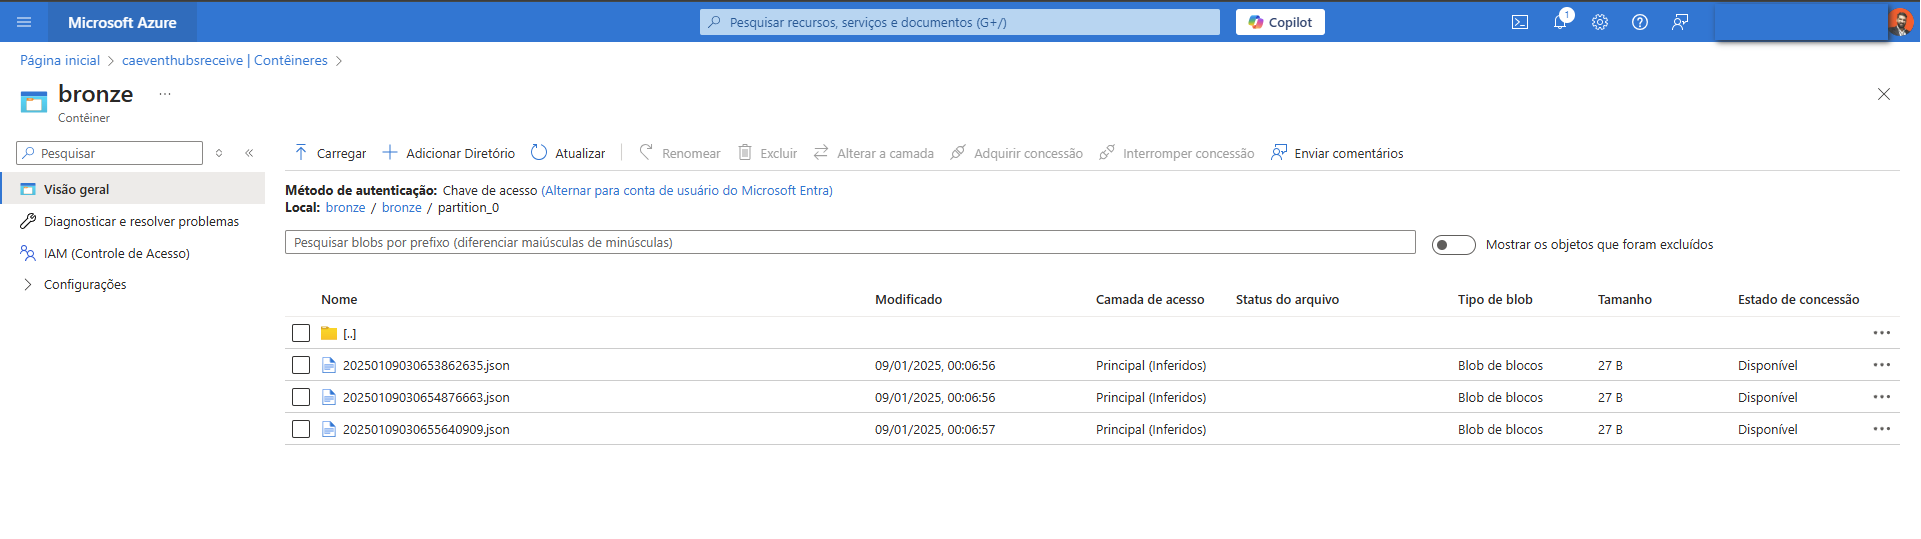 Microsoft Azure
Pesquisar recursos, serviços e documentos (G+/)
Copilot
1
Página inicial > caeventhubsreceive | Contêineres >
bronze ...
Contêiner
Pesquisar
Carregar Adicionar Diretório Atualizar Renomear Excluir Alterar a camada Adquirir concessão Interromper concessão Enviar comentários
Visão geral
Diagnosticar e resolver problemas
IAM (Controle de Acesso)
Configurações
Método de autenticação: Chave de acesso (Alternar para conta de usuário do Microsoft Entra)
Local: bronze / bronze / partition_0
Pesquisar blobs por prefixo (diferenciar maiúsculas de minúsculas)
Mostrar os objetos que foram excluídos
Nome Modificado Camada de acesso Status do arquivo Tipo de blob Tamanho Estado de concessão
[..]
20250109030653862635.json 09/01/2025, 00:06:56 Principal (Inferidos) Blob de blocos 27 B Disponível
20250109030654876663.json 09/01/2025, 00:06:56 Principal (Inferidos) Blob de blocos 27 B Disponível
20250109030655640909.json 09/01/2025, 00:06:57 Principal (Inferidos) Blob de blocos 27 B Disponível